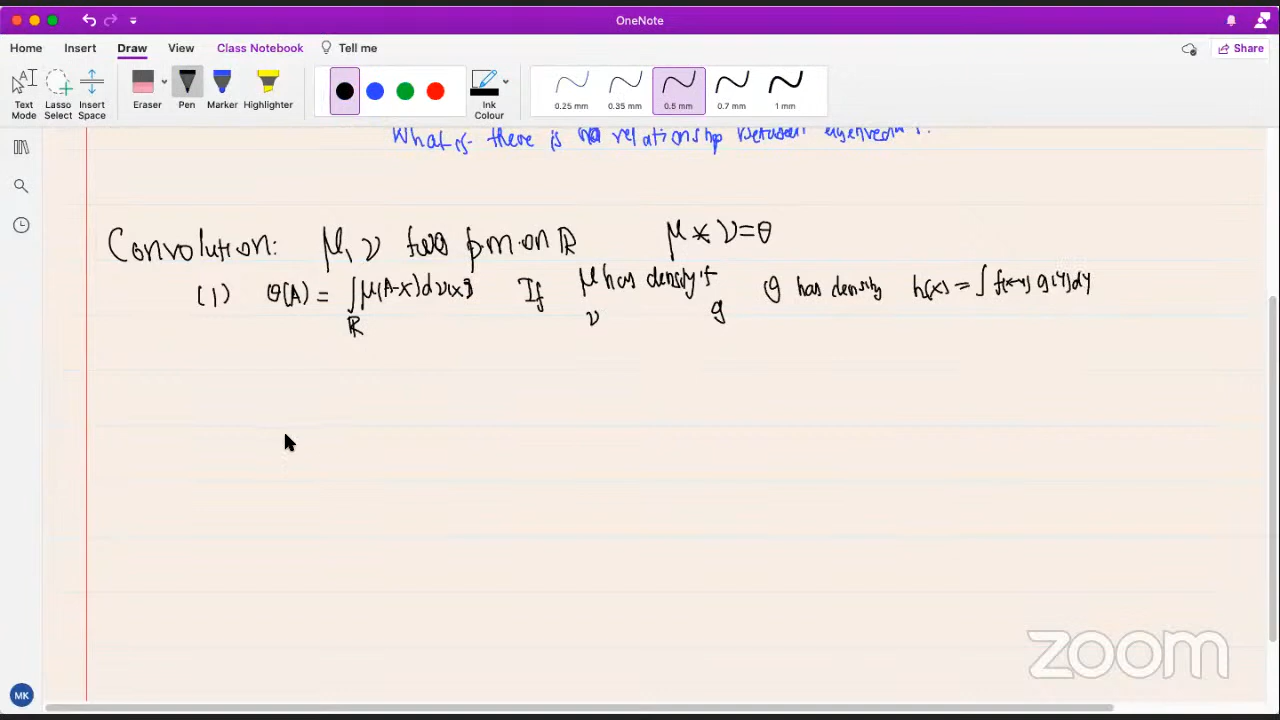 OneNote
Home Insert Draw View Class Notebook Tell me
Share
Text Mode
Lasso Select
Insert Space
Eraser
Pen
Marker
Highlighter
Ink Colour
0.25 mm
0.35 mm
0.5 mm
0.7 mm
1 mm
What if there is no relationship between
Convolution: μ, ν two p.m. on ℝ μ * ν = θ
(1) θ(A) = ∫_ℝ μ(A-x) dν(x) If μ has density f θ has density h(x) = ∫ f(x-y) g(y) dy
ν g
zoom
MK